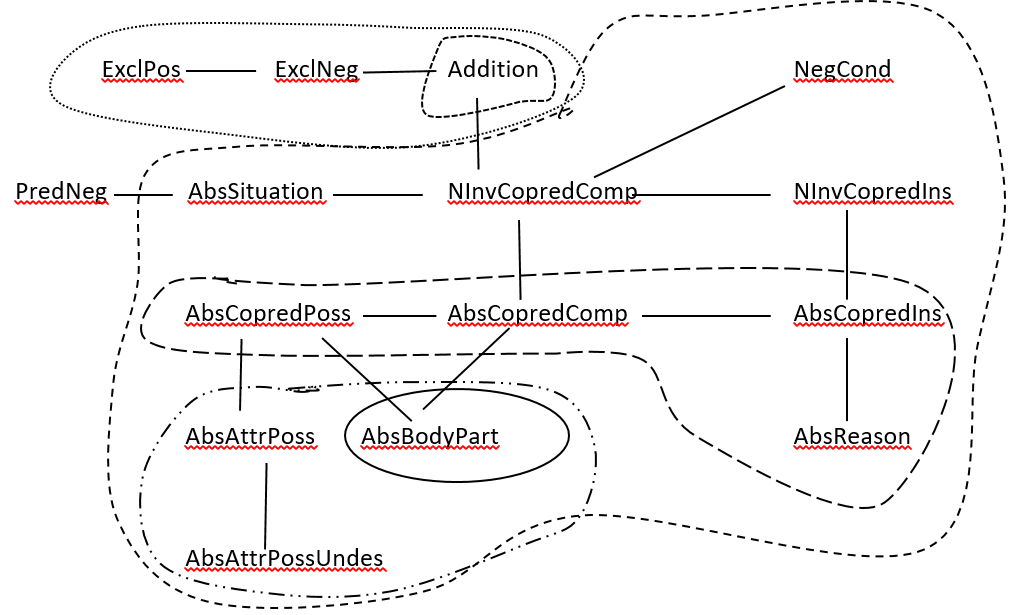 ExclPos ExclNeg Addition NegCond
PredNeg AbsSituation NInvCopredComp NInvCopredIns
AbsCopredPoss AbsCopredComp AbsCopredIns
AbsAttrPoss AbsBodyPart AbsReason
AbsAttrPossUndes